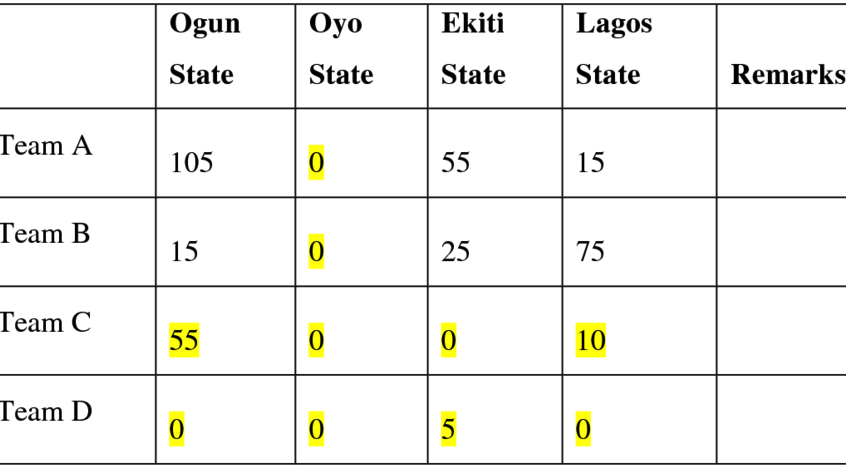 Ogun Oyo Ekiti Lagos
State State State State Remarks
Team A 105 0 55 15
Team B 15 0 25 75
Team C 55 0 0 10
Team D 0 0 5 0